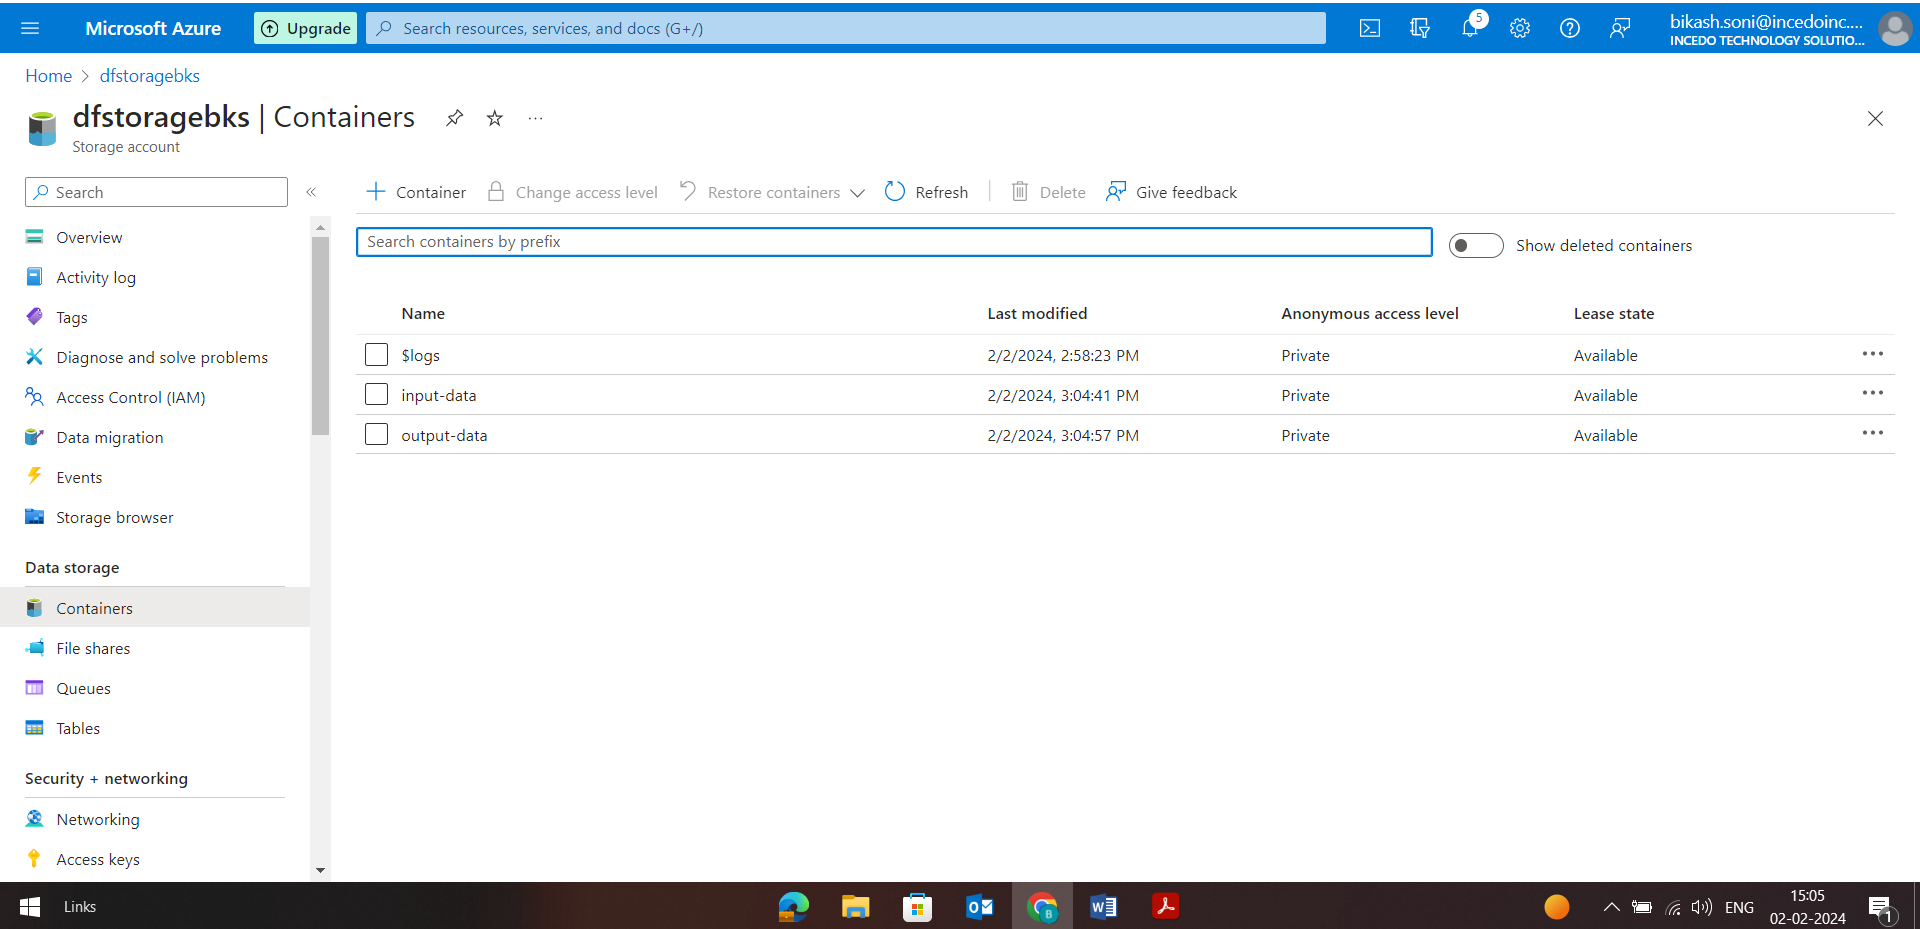 Microsoft Azure
Upgrade
Search resources, services, and docs (G+/)
5
bikash.soni@incedoinc....
INCEDO TECHNOLOGY SOLUTIO...
Home > dfstoragebks
dfstoragebks | Containers
...
Storage account
Search
«
Container
Change access level
Restore containers
Refresh
Delete
Give feedback
Search containers by prefix
Show deleted containers
Overview
Activity log
Tags
Diagnose and solve problems
Access Control (IAM)
Data migration
Events
Storage browser
Data storage
Containers
File shares
Queues
Tables
Security + networking
Networking
Access keys
Name Last modified Anonymous access level Lease state
$logs 2/2/2024, 2:58:23 PM Private Available ...
input-data 2/2/2024, 3:04:41 PM Private Available ...
output-data 2/2/2024, 3:04:57 PM Private Available ...
Links
B
ENG
15:05
02-02-2024
1